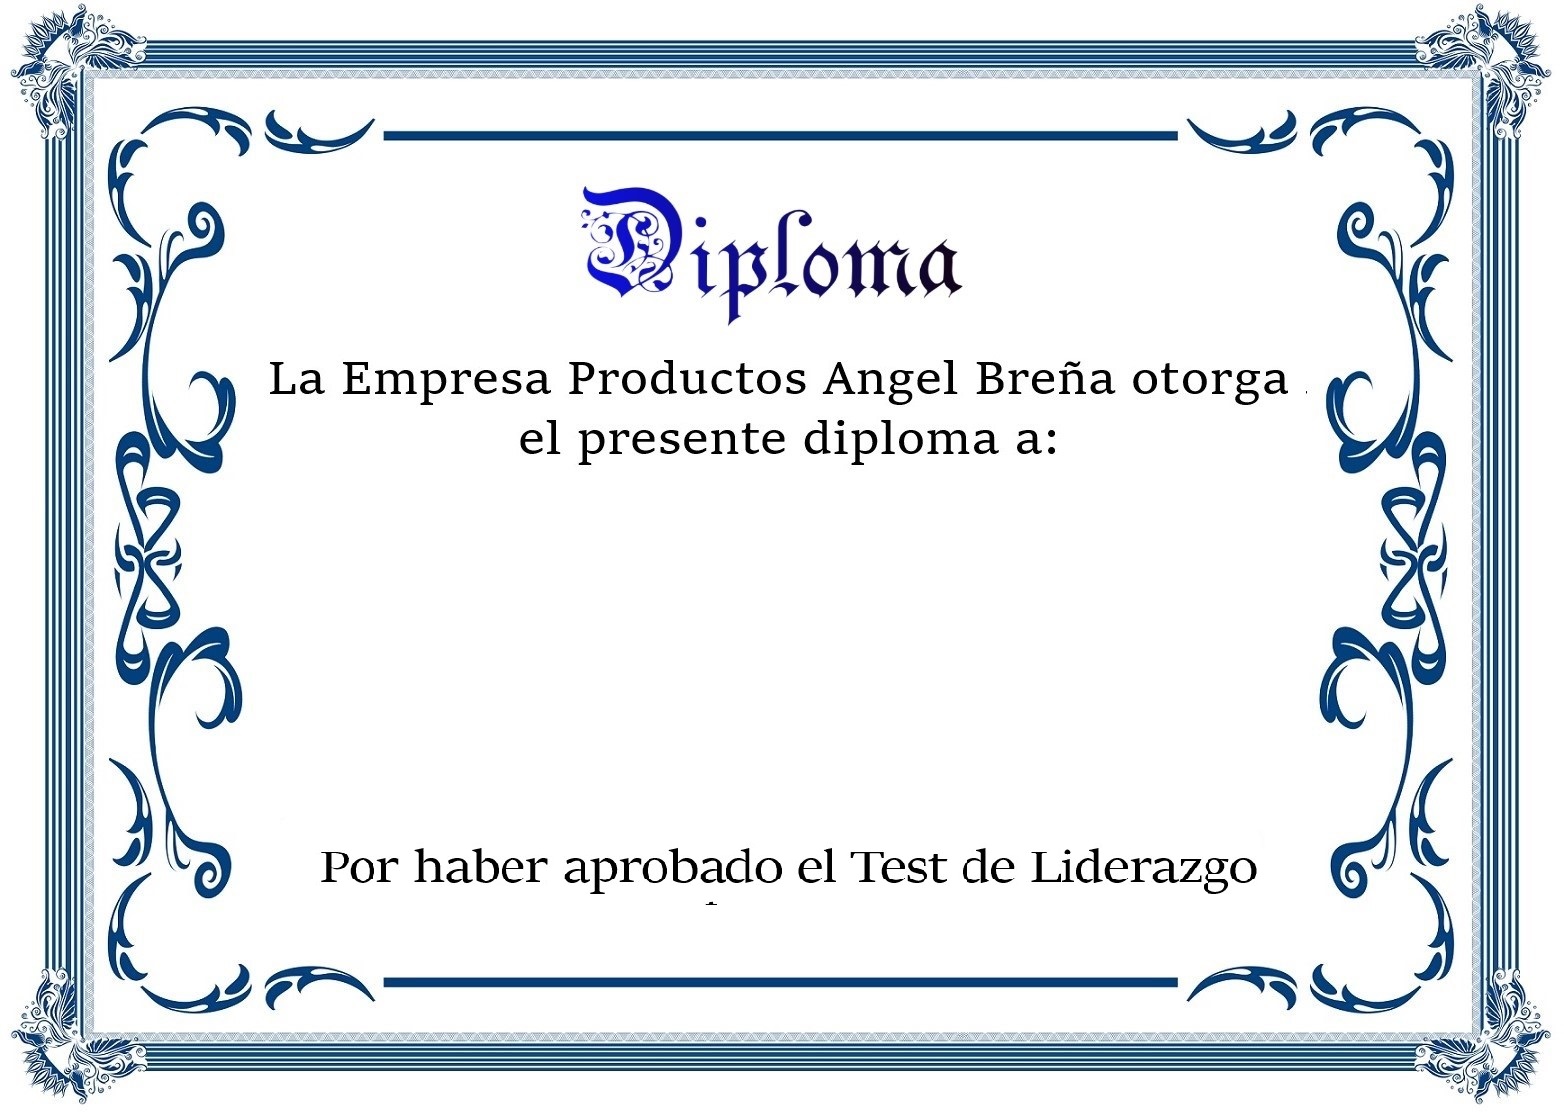 Diploma
La Empresa Productos Angel Breña otorga
el presente diploma a:
Por haber aprobado el Test de Liderazgo